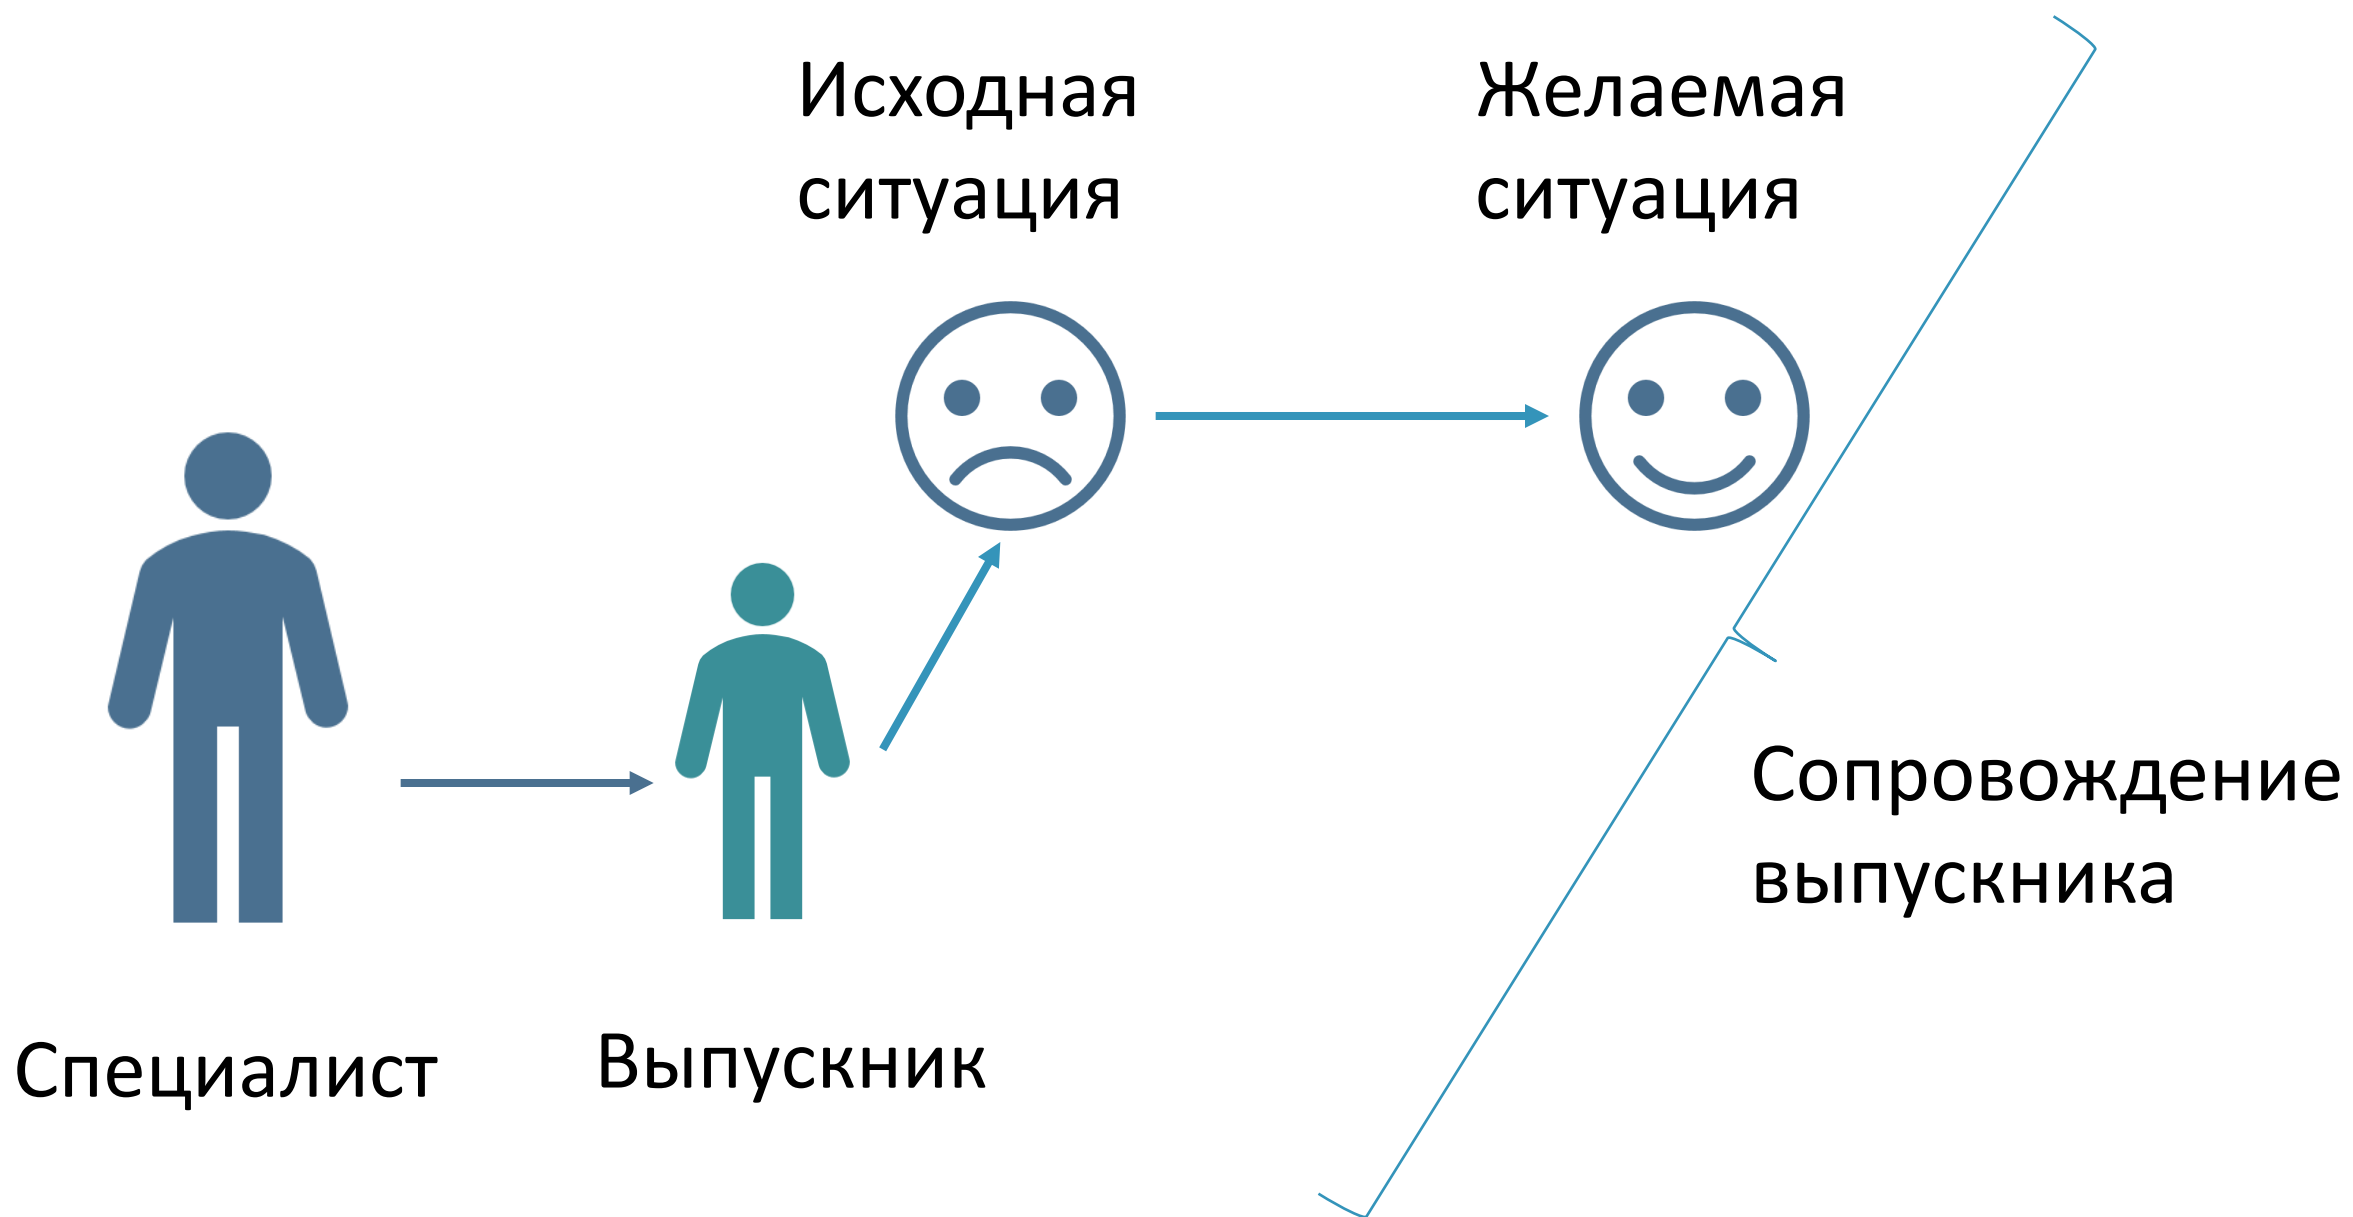 Исходная
ситуация
Желаемая
ситуация
Сопровождение
выпускника
Специалист
Выпускник